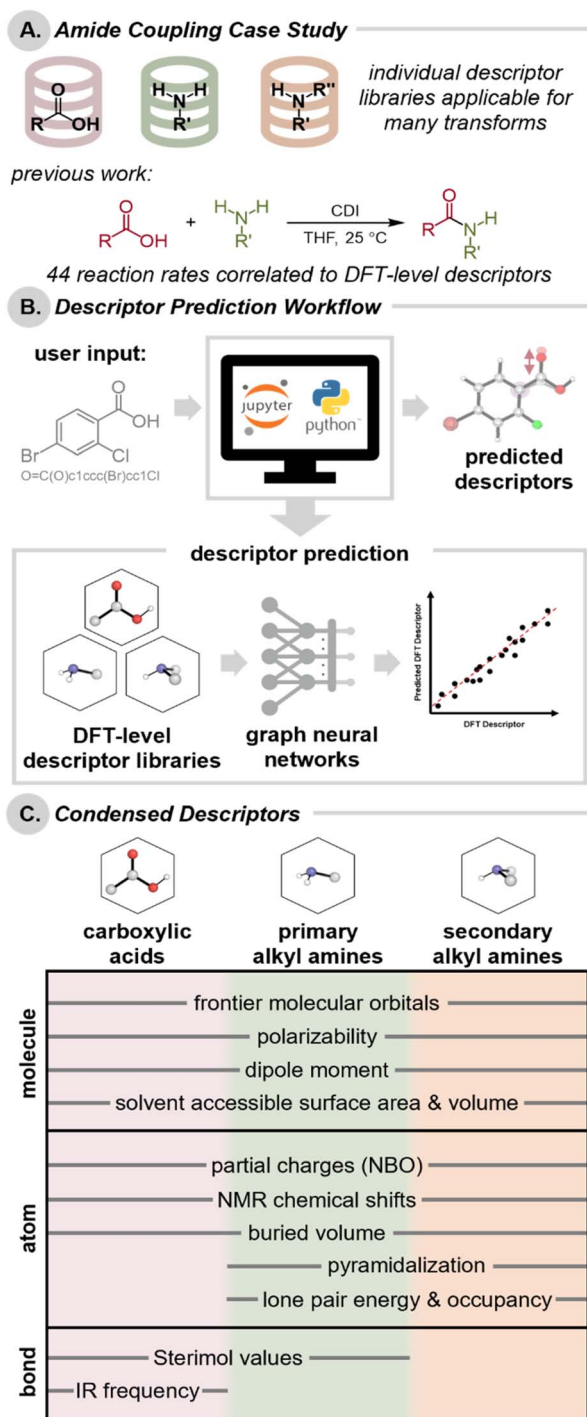 A. Amide Coupling Case Study
O
R
OH
H
H
N
R'
H
R"
N
R'
individual descriptor
libraries applicable for
many transforms
previous work:
O
R
OH
+
H
H
N
R'
CDI
THF, 25 °C
O
R
N
H
R'
44 reaction rates correlated to DFT-level descriptors
B. Descriptor Prediction Workflow
user input:
O
OH
Br
Cl
O=C(O)c1ccc(Br)cc1Cl
jupyter
python™
predicted
descriptors
descriptor prediction
DFT-level
descriptor libraries
graph neural
networks
Predicted DFT Descriptor
DFT Descriptor
C. Condensed Descriptors
carboxylic
acids
primary
alkyl amines
secondary
alkyl amines
molecule
frontier molecular orbitals
polarizability
dipole moment
solvent accessible surface area & volume
atom
partial charges (NBO)
NMR chemical shifts
buried volume
pyramidalization
lone pair energy & occupancy
bond
Sterimol values
IR frequency